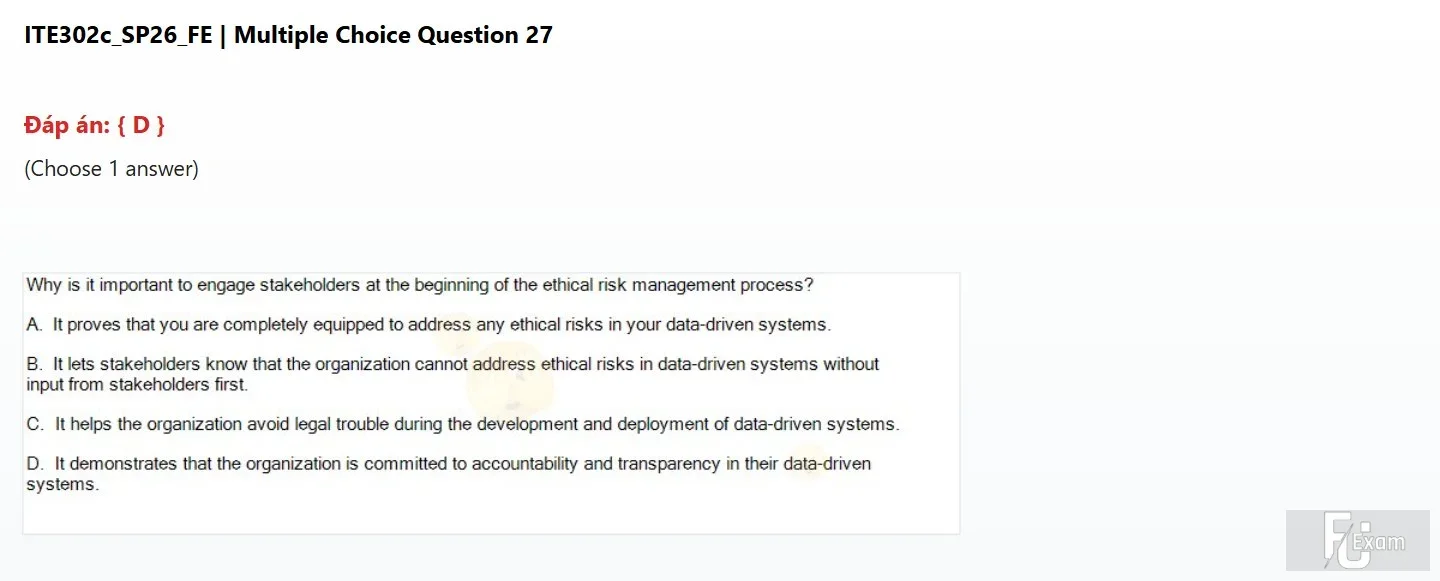 ITE302c_SP26_FE | Multiple Choice Question 27
Đáp án: { D }
(Choose 1 answer)
Why is it important to engage stakeholders at the beginning of the ethical risk management process?
A. It proves that you are completely equipped to address any ethical risks in your data-driven systems.
B. It lets stakeholders know that the organization cannot address ethical risks in data-driven systems without
input from stakeholders first.
C. It helps the organization avoid legal trouble during the development and deployment of data-driven systems.
D. It demonstrates that the organization is committed to accountability and transparency in their data-driven
systems.
FU Exam